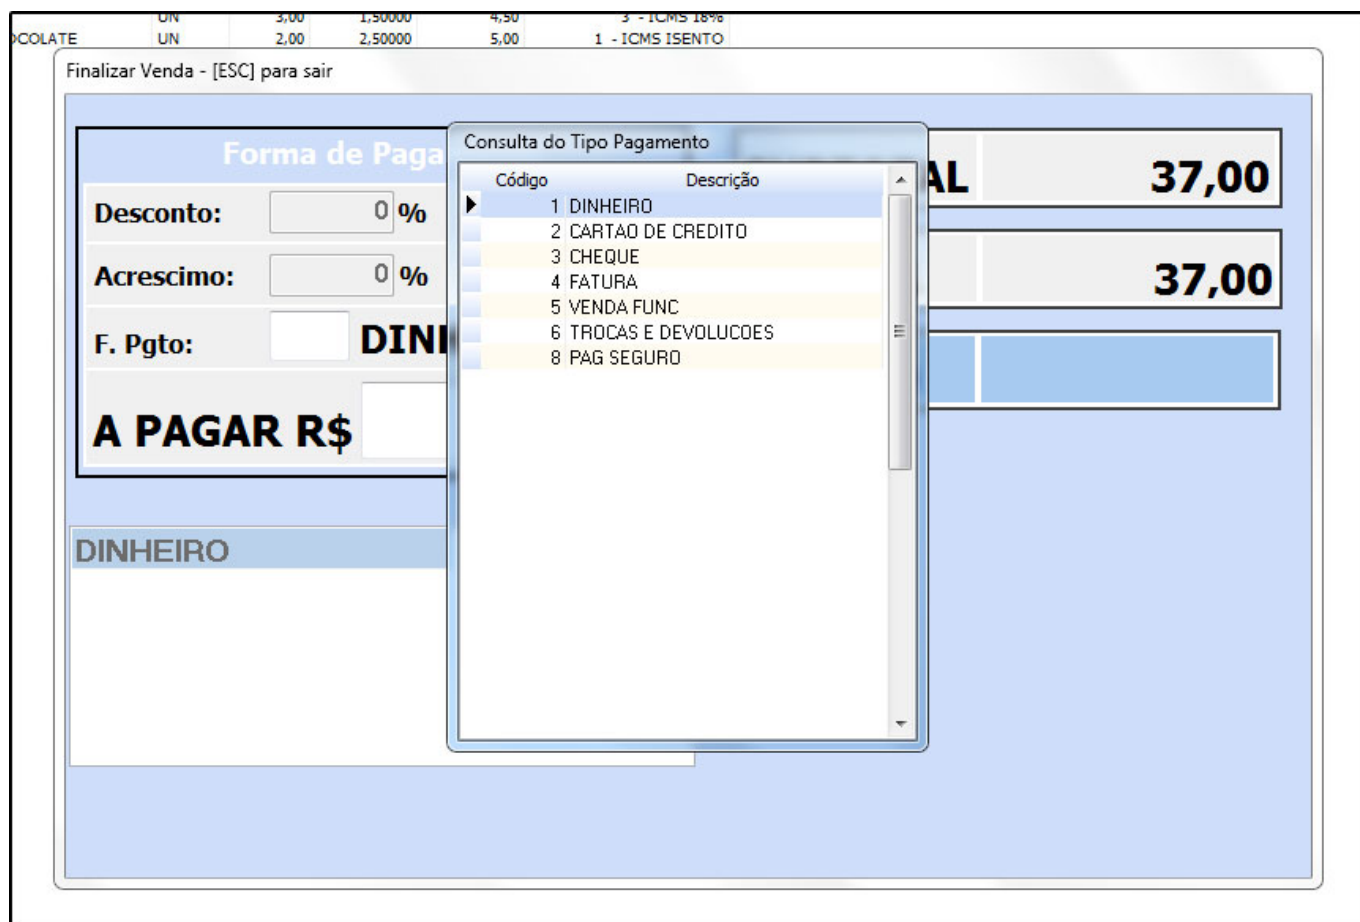 UN 3,00 1,50000 4,50 3 - ICMS 18%
OCOLATE UN 2,00 2,50000 5,00 1 - ICMS ISENTO
Finalizar Venda - [ESC] para sair
Forma de Paga
Desconto: 0 %
Acrescimo: 0 %
F. Pgto: DINH
A PAGAR R$
DINHEIRO
Consulta do Tipo Pagamento
Código Descrição
1 DINHEIRO
2 CARTAO DE CREDITO
3 CHEQUE
4 FATURA
5 VENDA FUNC
6 TROCAS E DEVOLUCOES
8 PAG SEGURO
AL 37,00
37,00